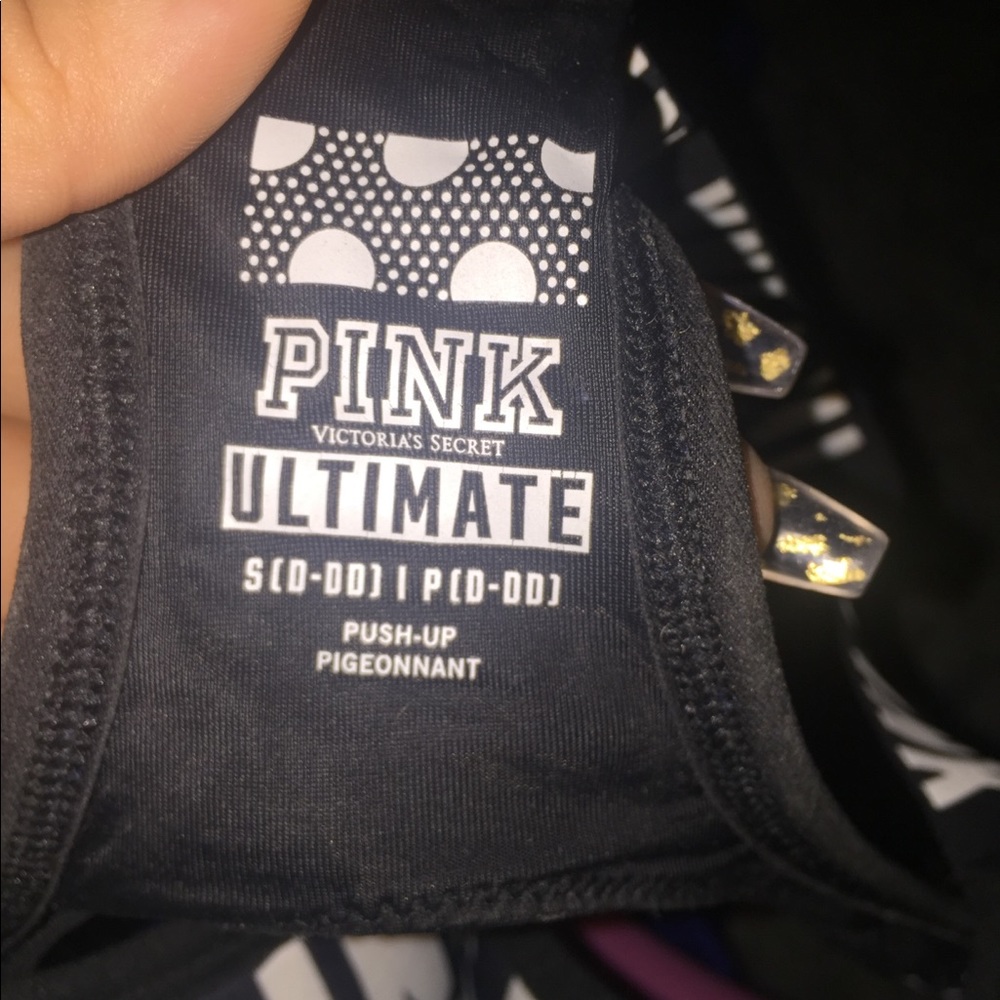 PINK
VICTORIA'S SECRET
ULTIMATE
S(D-DD) | P(D-DD)
PUSH-UP
PIGEONNANT